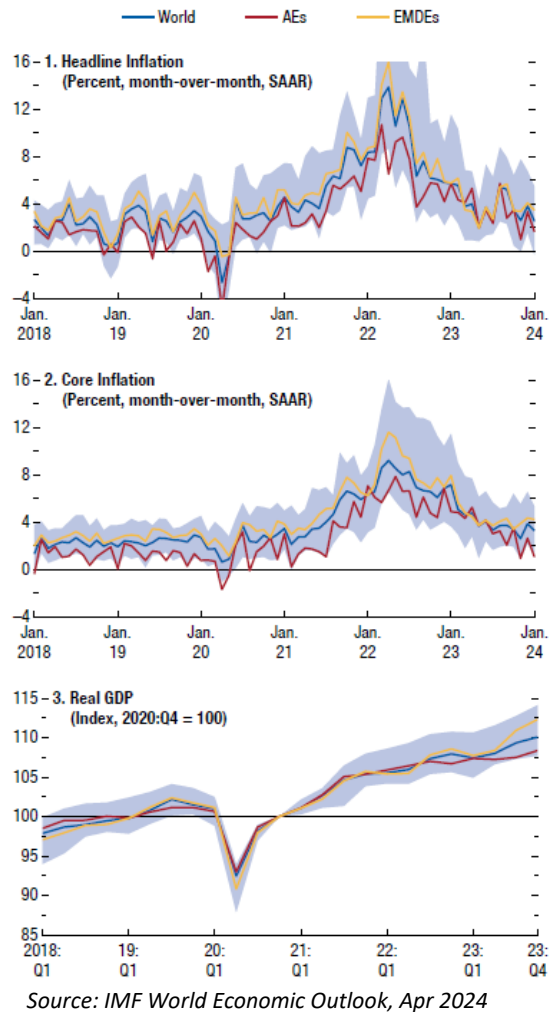 World AEs EMDEs
1. Headline Inflation
(Percent, month-over-month, SAAR)
16
12
8
4
0
–4
Jan. Jan. Jan. Jan. Jan. Jan. Jan.
2018 19 20 21 22 23 24
2. Core Inflation
(Percent, month-over-month, SAAR)
16
12
8
4
0
–4
Jan. Jan. Jan. Jan. Jan. Jan. Jan.
2018 19 20 21 22 23 24
3. Real GDP
(Index, 2020:Q4 = 100)
115
110
105
100
95
90
85
2018: 19: 20: 21: 22: 23: 23:
Q1 Q1 Q1 Q1 Q1 Q1 Q4
Source: IMF World Economic Outlook, Apr 2024